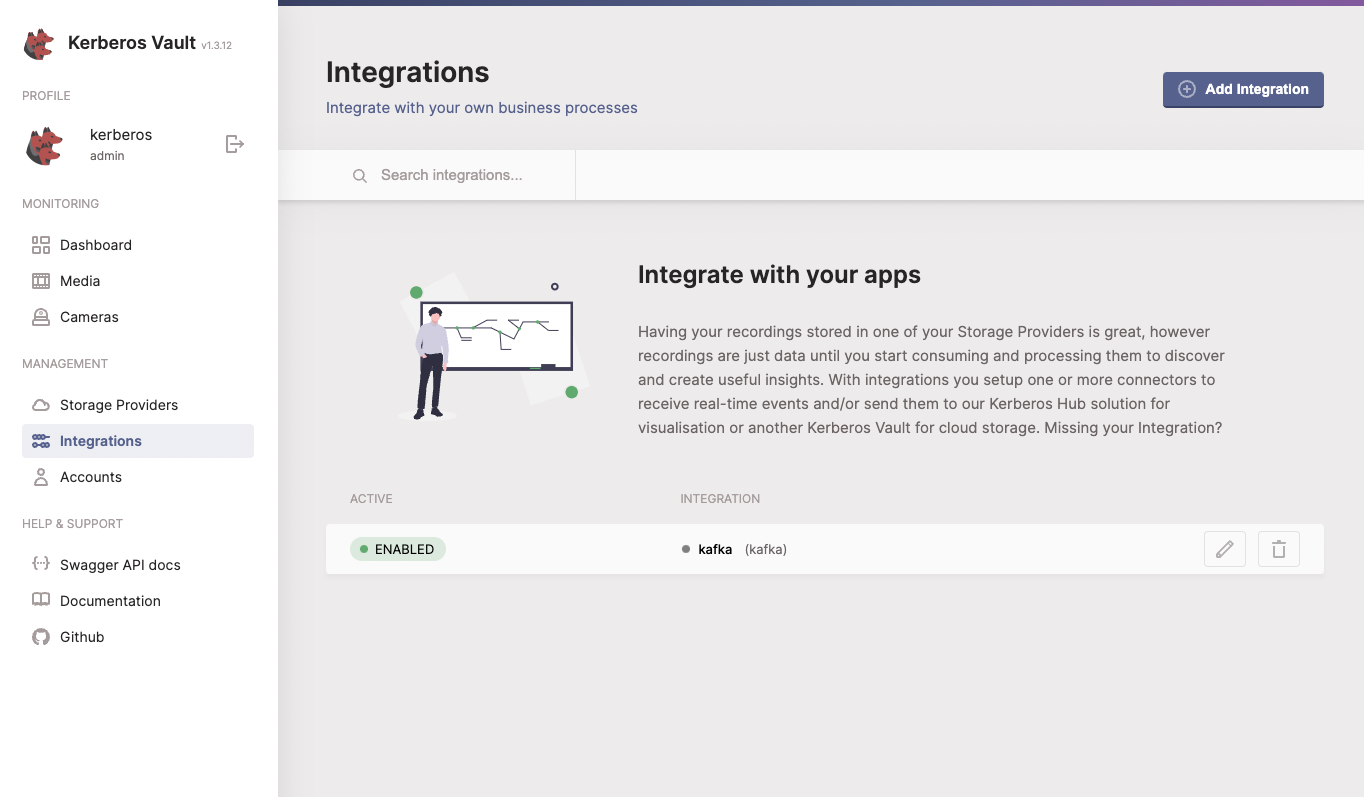 Kerberos Vault v1.3.12
PROFILE
kerberos
admin
MONITORING
Dashboard
Media
Cameras
MANAGEMENT
Storage Providers
Integrations
Accounts
HELP & SUPPORT
Swagger API docs
Documentation
Github
Integrations
Integrate with your own business processes
Add Integration
Search integrations...
Integrate with your apps
Having your recordings stored in one of your Storage Providers is great, however
recordings are just data until you start consuming and processing them to discover
and create useful insights. With integrations you setup one or more connectors to
receive real-time events and/or send them to our Kerberos Hub solution for
visualisation or another Kerberos Vault for cloud storage. Missing your Integration?
ACTIVE INTEGRATION
ENABLED kafka (kafka)